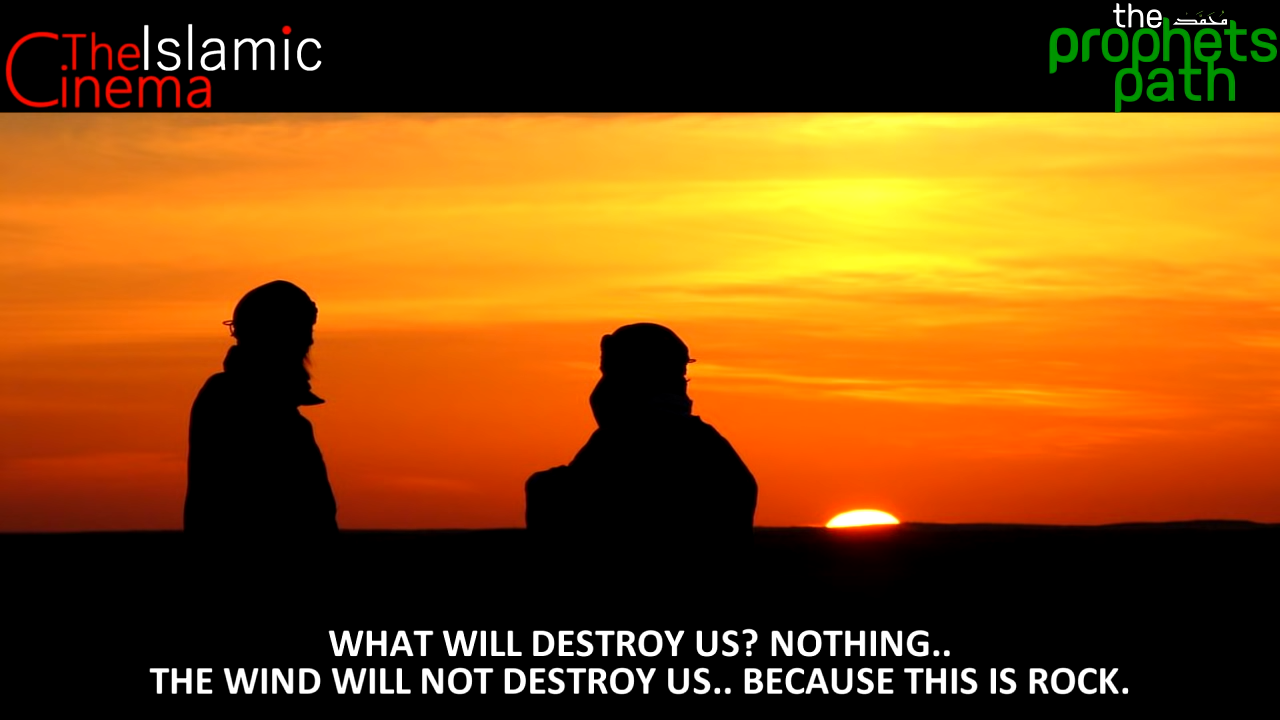 TheIslamic
Cinema
the محمد
prophets
path
WHAT WILL DESTROY US? NOTHING..
THE WIND WILL NOT DESTROY US.. BECAUSE THIS IS ROCK.